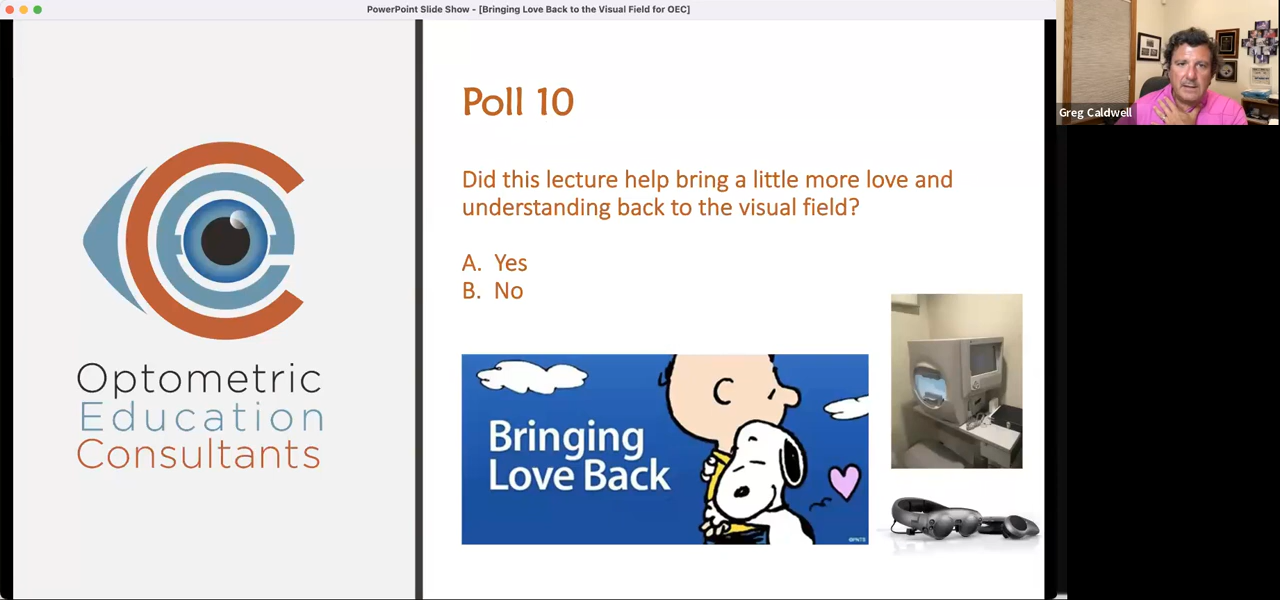 PowerPoint Slide Show - [Bringing Love Back to the Visual Field for OEC]
Greg Caldwell
Poll 10
Did this lecture help bring a little more love and
understanding back to the visual field?
A. Yes
B. No
Optometric
Education
Consultants
Bringing
Love Back
©PNTS